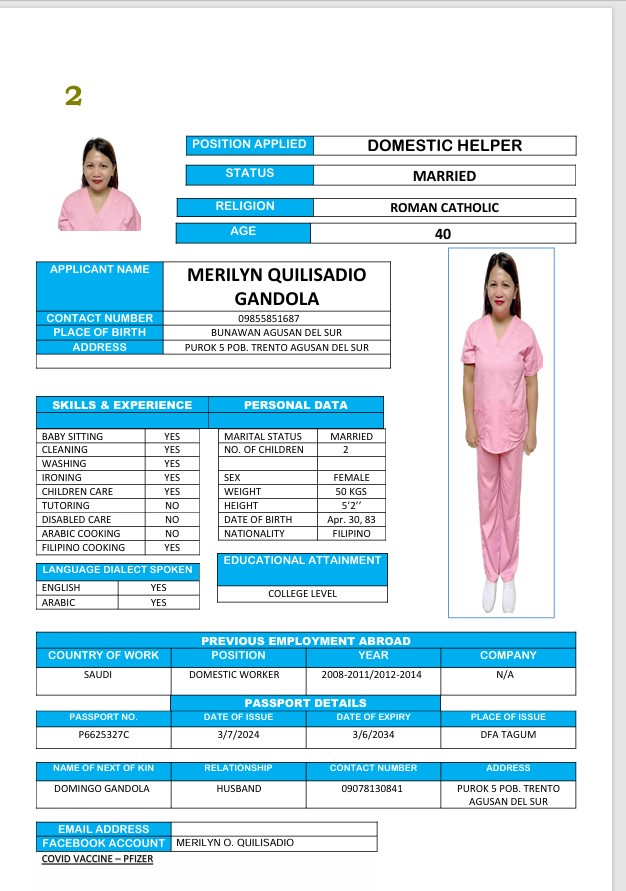 2
POSITION APPLIED DOMESTIC HELPER
STATUS MARRIED
RELIGION ROMAN CATHOLIC
AGE 40
APPLICANT NAME MERILYN QUILISADIO
GANDOLA
CONTACT NUMBER 09855851687
PLACE OF BIRTH BUNAWAN AGUSAN DEL SUR
ADDRESS PUROK 5 POB. TRENTO AGUSAN DEL SUR
SKILLS & EXPERIENCE PERSONAL DATA
BABY SITTING YES MARITAL STATUS MARRIED
CLEANING YES NO. OF CHILDREN 2
WASHING YES
IRONING YES SEX FEMALE
CHILDREN CARE YES WEIGHT 50 KGS
TUTORING NO HEIGHT 5’2’’
DISABLED CARE NO DATE OF BIRTH Apr. 30, 83
ARABIC COOKING NO NATIONALITY FILIPINO
FILIPINO COOKING YES
EDUCATIONAL ATTAINMENT
LANGUAGE DIALECT SPOKEN
ENGLISH YES COLLEGE LEVEL
ARABIC YES
PREVIOUS EMPLOYMENT ABROAD
COUNTRY OF WORK POSITION YEAR COMPANY
SAUDI DOMESTIC WORKER 2008-2011/2012-2014 N/A
PASSPORT DETAILS
PASSPORT NO. DATE OF ISSUE DATE OF EXPIRY PLACE OF ISSUE
P6625327C 3/7/2024 3/6/2034 DFA TAGUM
NAME OF NEXT OF KIN RELATIONSHIP CONTACT NUMBER ADDRESS
DOMINGO GANDOLA HUSBAND 09078130841 PUROK 5 POB. TRENTO
AGUSAN DEL SUR
EMAIL ADDRESS
FACEBOOK ACCOUNT MERILYN O. QUILISADIO
COVID VACCINE – PFIZER